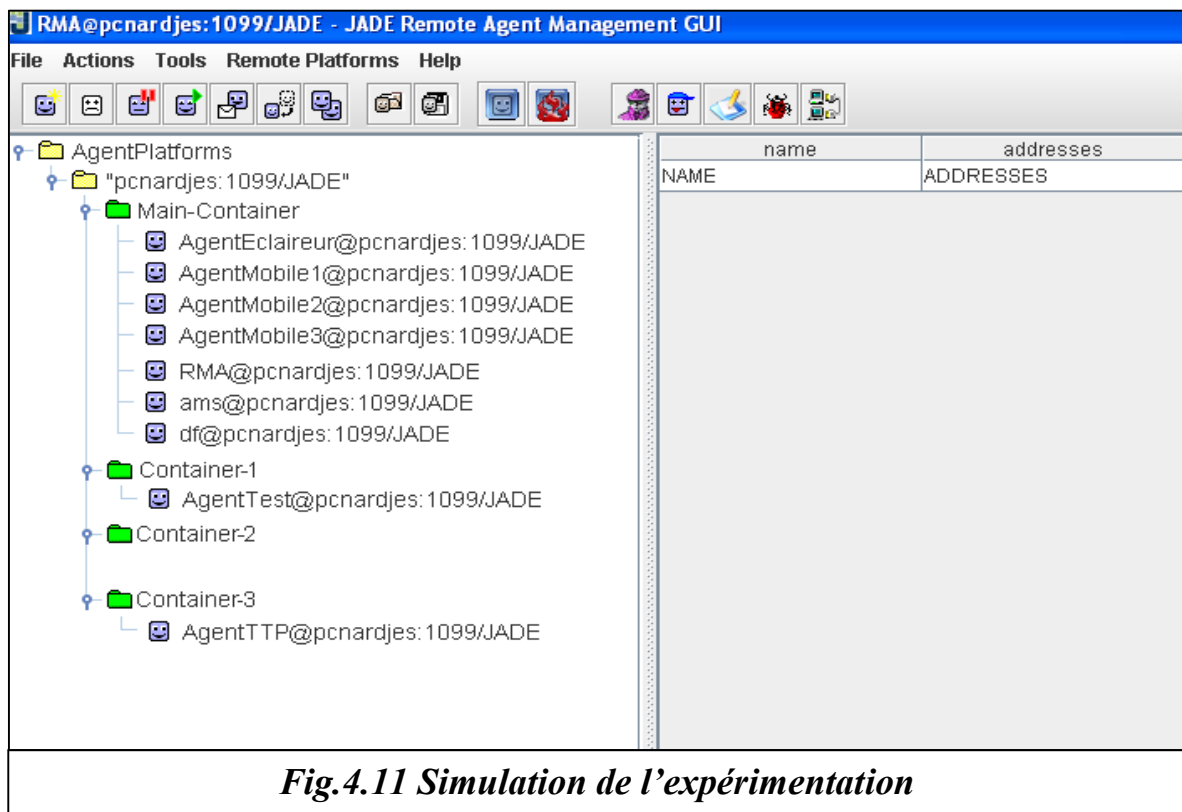 RMA@pcnardjes:1099/JADE - JADE Remote Agent Management GUI
File Actions Tools Remote Platforms Help
AgentPlatforms
"pcnardjes:1099/JADE"
Main-Container
AgentEclaireur@pcnardjes:1099/JADE
AgentMobile1@pcnardjes:1099/JADE
AgentMobile2@pcnardjes:1099/JADE
AgentMobile3@pcnardjes:1099/JADE
RMA@pcnardjes:1099/JADE
ams@pcnardjes:1099/JADE
df@pcnardjes:1099/JADE
Container-1
AgentTest@pcnardjes:1099/JADE
Container-2
Container-3
AgentTTP@pcnardjes:1099/JADE
name addresses
NAME ADDRESSES
Fig.4.11 Simulation de l’expérimentation